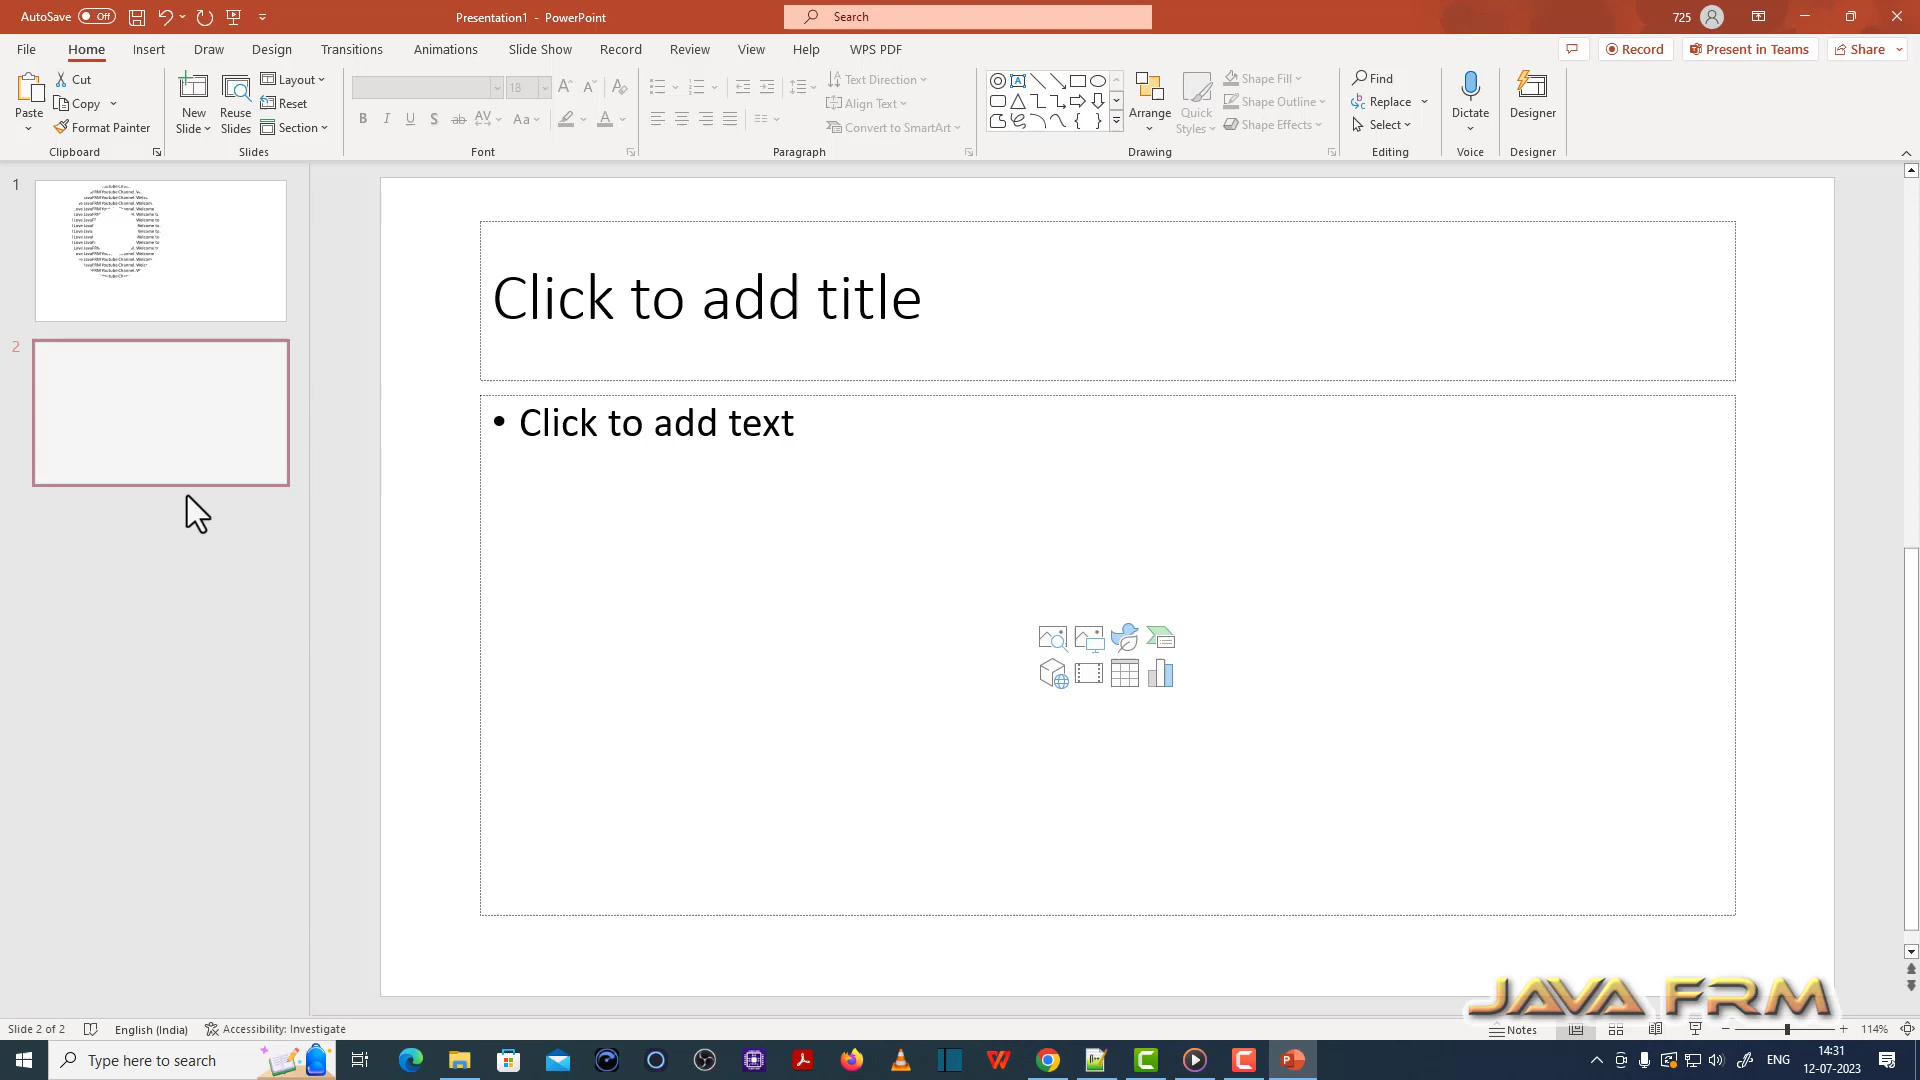 AutoSave Off
Presentation1 - PowerPoint
Search
725
File Home Insert Draw Design Transitions Animations Slide Show Record Review View Help WPS PDF
Record
Present in Teams
Share
Paste
Cut
Copy
Format Painter
Clipboard
New Slide
Reuse Slides
Layout
Reset
Section
Slides
18
B I U S ab AV Aa A
Font
Text Direction
Align Text
Convert to SmartArt
Paragraph
Arrange
Quick Styles
Shape Fill
Shape Outline
Shape Effects
Drawing
Find
Replace
Select
Editing
Dictate
Voice
Designer
Designer
1
2
Click to add title
• Click to add text
JAVA FRM
Slide 2 of 2
English (India)
Accessibility: Investigate
Notes
114%
Type here to search
ENG
14:31
12-07-2023